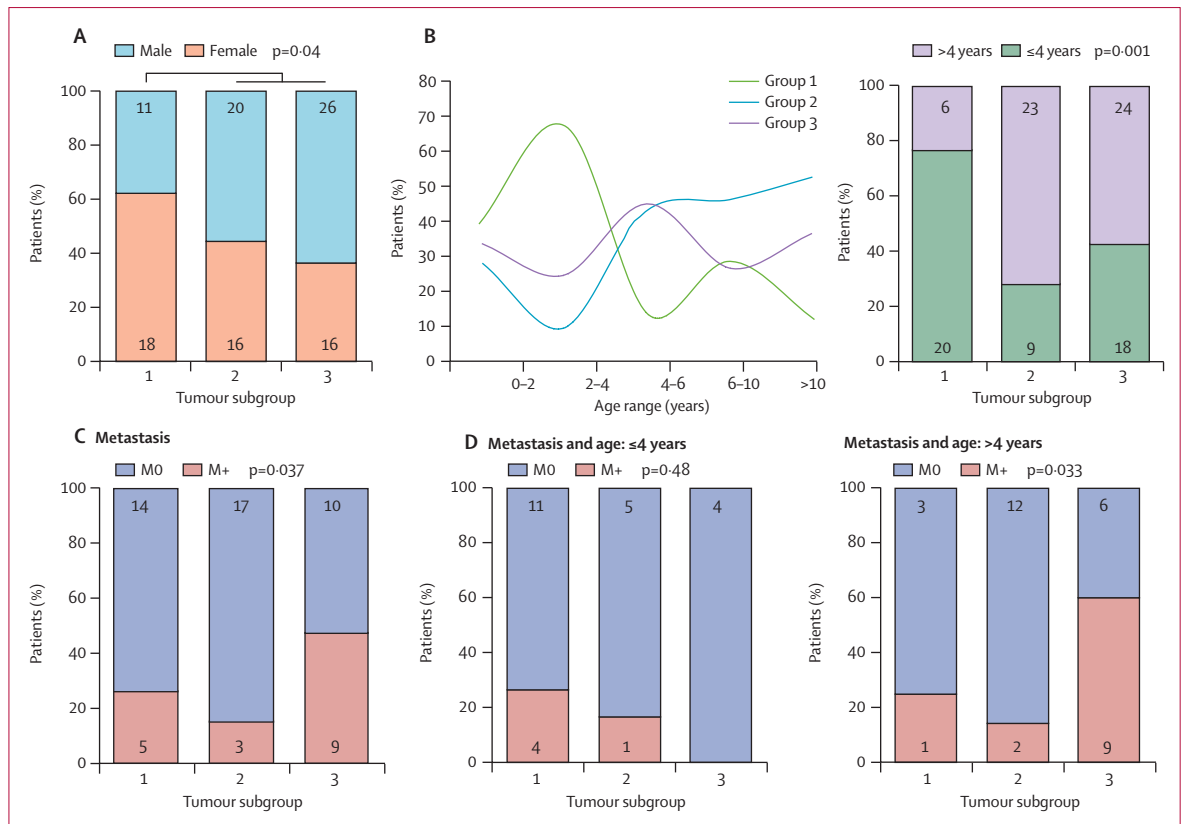 A
Male Female p=0·04
100
80
60
40
20
0
Patients (%)
11 20 26
18 16 16
1 2 3
Tumour subgroup
B
80
70
60
50
40
30
20
10
0
Patients (%)
Group 1
Group 2
Group 3
0–2 2–4 4–6 6–10 >10
Age range (years)
>4 years ≤4 years p=0·001
100
80
60
40
20
0
Patients (%)
6 23 24
20 9 18
1 2 3
Tumour subgroup
C Metastasis
M0 M+ p=0·037
100
80
60
40
20
0
Patients (%)
14 17 10
5 3 9
1 2 3
Tumour subgroup
D Metastasis and age: ≤4 years
M0 M+ p=0·48
100
80
60
40
20
0
Patients (%)
11 5 4
4 1
1 2 3
Tumour subgroup
Metastasis and age: >4 years
M0 M+ p=0·033
100
80
60
40
20
0
Patients (%)
3 12 6
1 2 9
1 2 3
Tumour subgroup